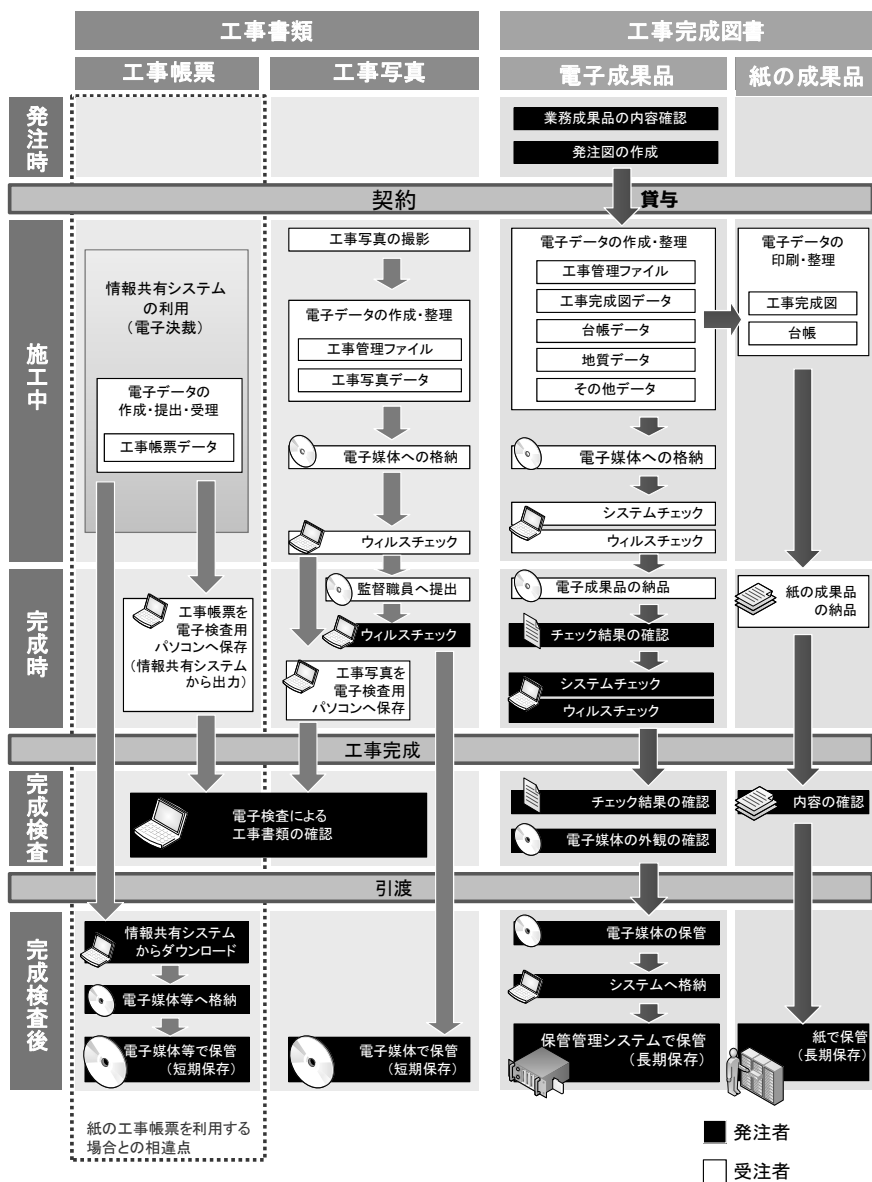 工事書類
工事完成図書
工事帳票
工事写真
電子成果品
紙の成果品
発注時
業務成果品の内容確認
発注図の作成
契約
貸与
施工中
情報共有システム
の利用
（電子決裁）
電子データの
作成・提出・受理
工事帳票データ
工事写真の撮影
電子データの作成・整理
工事管理ファイル
工事写真データ
電子媒体への格納
ウィルスチェック
電子データの作成・整理
工事管理ファイル
工事完成図データ
台帳データ
地質データ
その他データ
電子媒体への格納
システムチェック
ウィルスチェック
電子データの
印刷・整理
工事完成図
台帳
完成時
工事帳票を
電子検査用
パソコンへ保存
（情報共有システム
から出力）
監督職員へ提出
ウィルスチェック
工事写真を
電子検査用
パソコンへ保存
電子成果品の納品
チェック結果の確認
システムチェック
ウィルスチェック
紙の成果品
の納品
工事完成
完成検査
電子検査による
工事書類の確認
チェック結果の確認
電子媒体の外観の確認
内容の確認
引渡
完成検査後
情報共有システム
からダウンロード
電子媒体等へ格納
電子媒体等で保管
（短期保存）
電子媒体で保管
（短期保存）
電子媒体の保管
システムへ格納
保管管理システムで保管
（長期保存）
紙で保管
（長期保存）
紙の工事帳票を利用する
場合との相違点
発注者
受注者